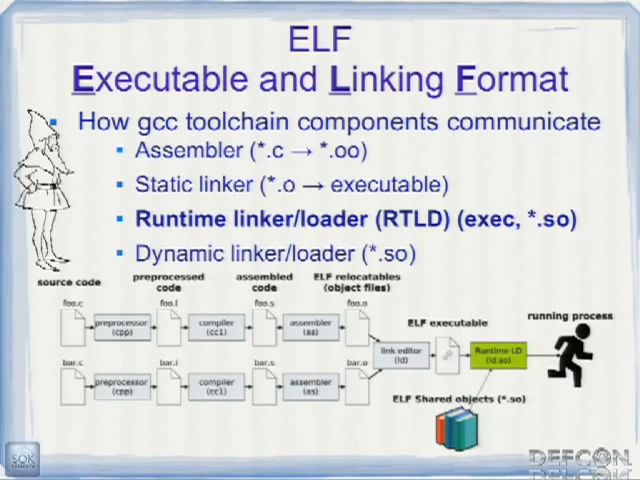 ELF
Executable and Linking Format
How gcc toolchain components communicate
Assembler (*.c → *.oo)
Static linker (*.o → executable)
Runtime linker/loader (RTLD) (exec, *.so)
Dynamic linker/loader (*.so)
source code
preprocessed
code
assembled
code
ELF relocatables
(object files)
foo.c
preprocessor
(cpp)
foo.i
compiler
(cc1)
foo.s
assembler
(as)
foo.o
bar.c
preprocessor
(cpp)
bar.i
compiler
(cc1)
bar.s
assembler
(as)
bar.o
link editor
(ld)
ELF executable
Runtime LD
(ld.so)
running process
ELF Shared objects (*.so)
SOK
DEFCON